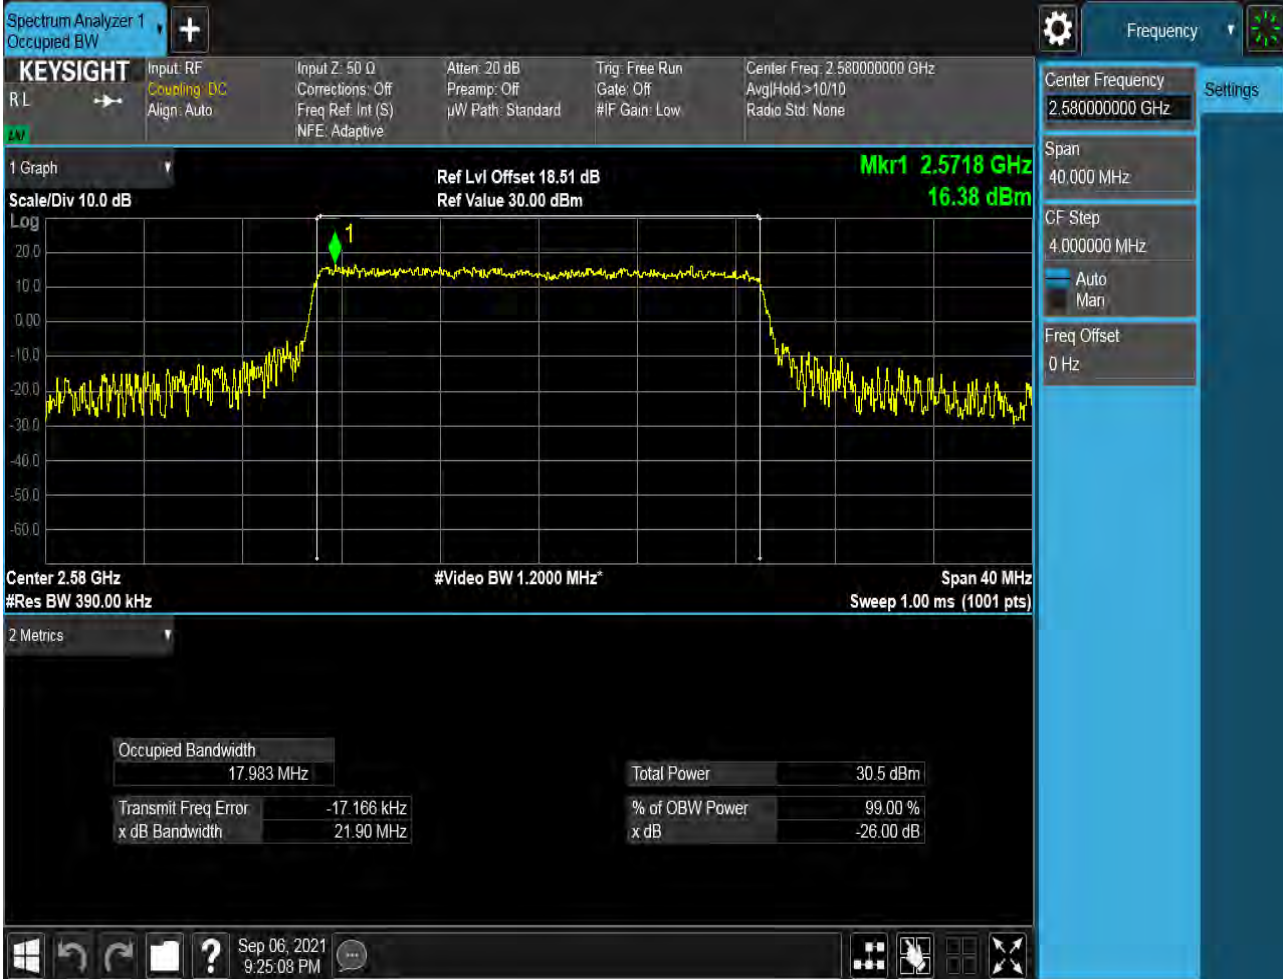 Spectrum Analyzer 1
Occupied BW
Frequency
KEYSIGHT
R L
Input: RF
Coupling: DC
Align: Auto
Input Z: 50 Ω
Corrections: Off
Freq Ref: Int (S)
NFE: Adaptive
Atten: 20 dB
Preamp: Off
µW Path: Standard
Trig: Free Run
Gate: Off
#IF Gain: Low
Center Freq: 2.580000000 GHz
Avg|Hold:>10/10
Radio Std: None
Center Frequency
2.580000000 GHz
Settings
Span
40.000 MHz
CF Step
4.000000 MHz
Auto
Man
Freq Offset
0 Hz
1 Graph
Scale/Div 10.0 dB
Log
Ref Lvl Offset 18.51 dB
Ref Value 30.00 dBm
Mkr1 2.5718 GHz
16.38 dBm
1
20.0
10.0
0.00
-10.0
-20.0
-30.0
-40.0
-50.0
-60.0
Center 2.58 GHz
#Video BW 1.2000 MHz*
Span 40 MHz
#Res BW 390.00 kHz
Sweep 1.00 ms (1001 pts)
2 Metrics
Occupied Bandwidth
17.983 MHz
Transmit Freq Error -17.166 kHz
x dB Bandwidth 21.90 MHz
Total Power 30.5 dBm
% of OBW Power 99.00 %
x dB -26.00 dB
Sep 06, 2021
9:25:08 PM